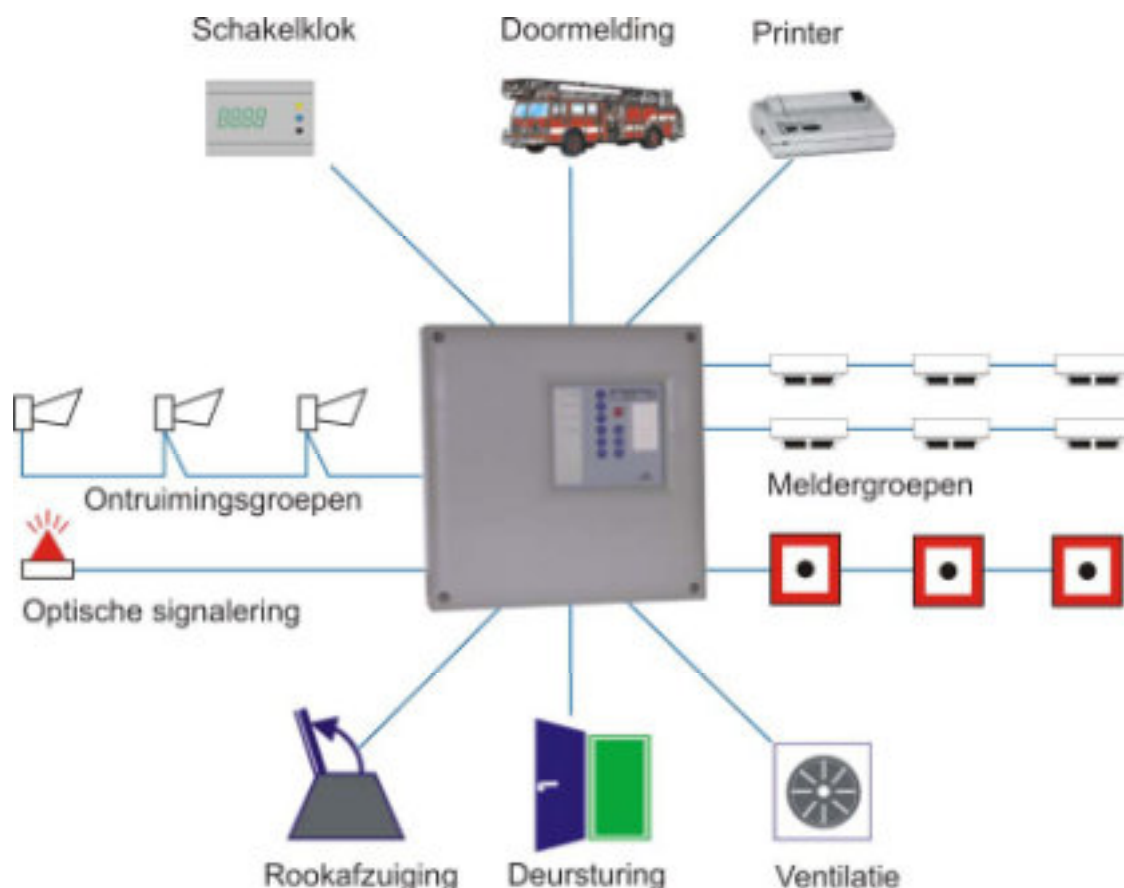 Schakelklok
Doormelding
Printer
Ontruimingsgroepen
Meldergroepen
Optische signalering
Rookafzuiging
Deursturing
Ventilatie